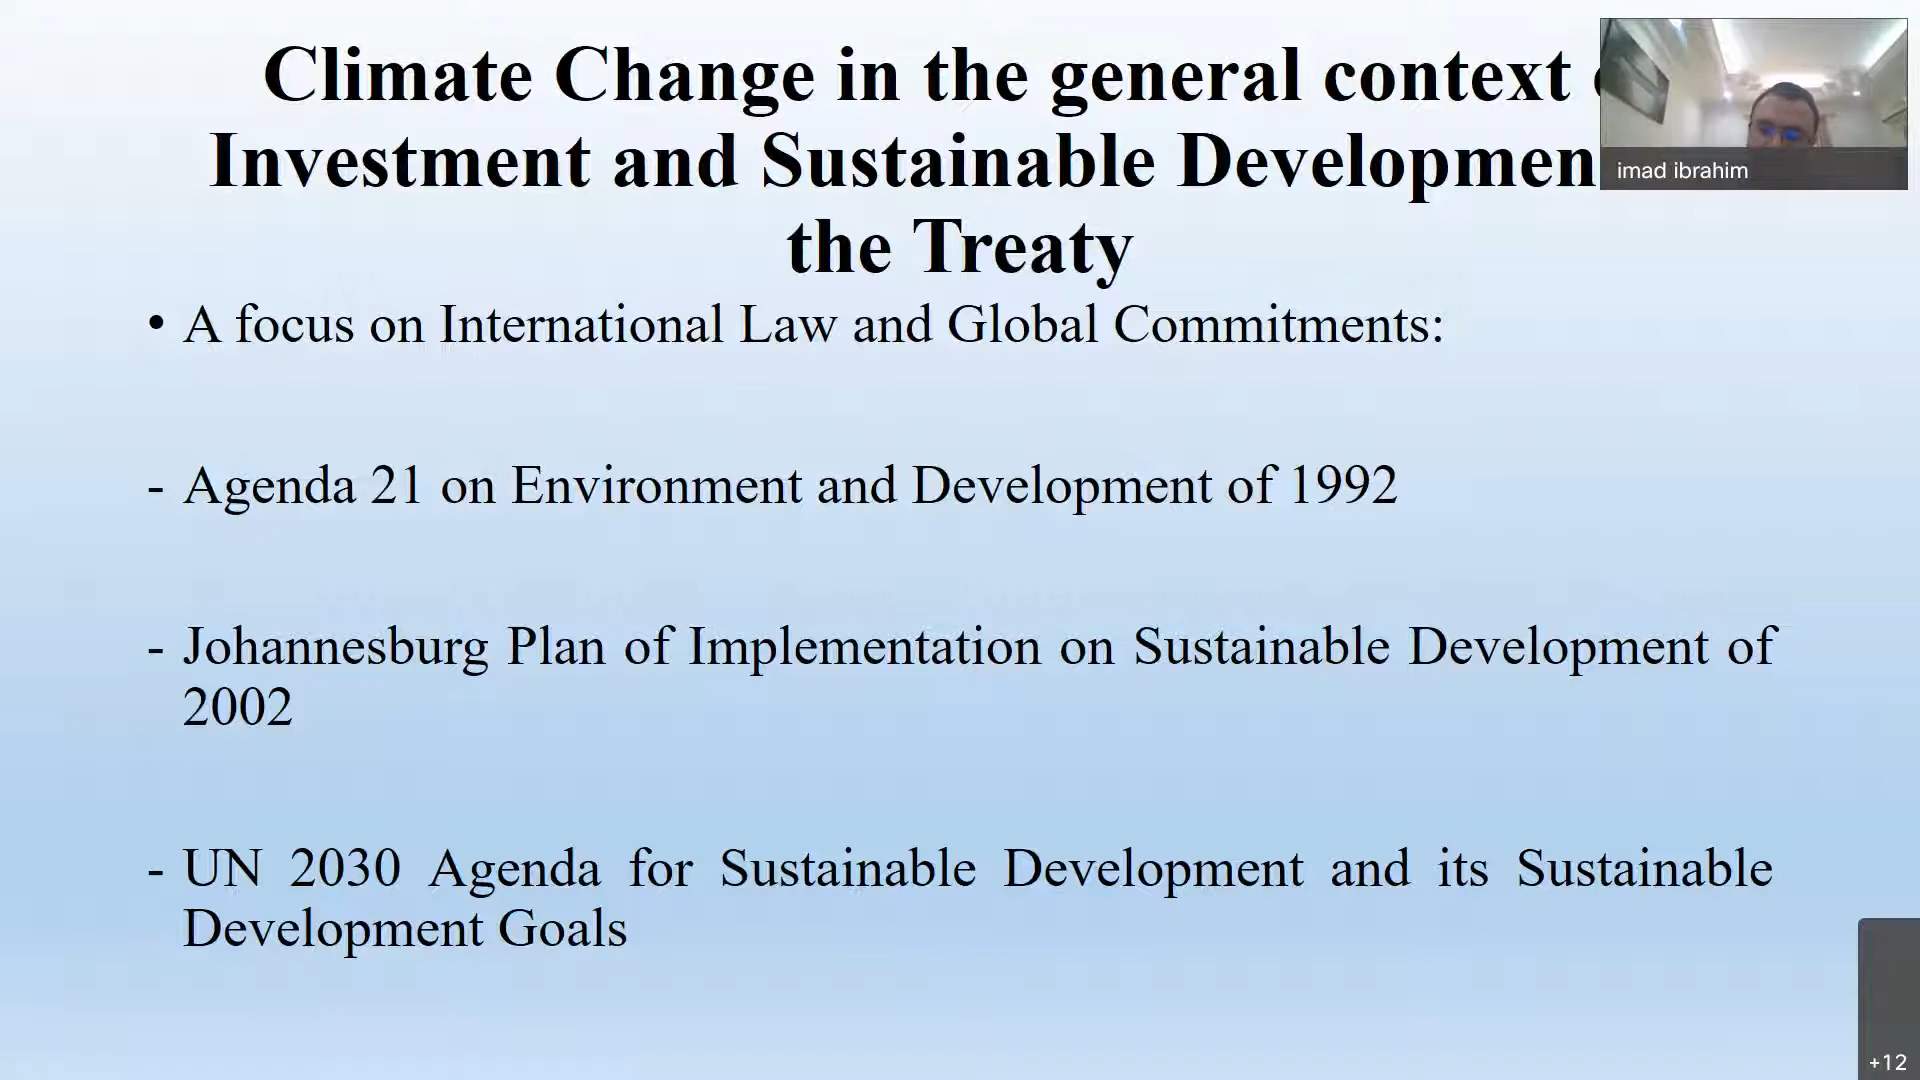 Climate Change in the general context
Investment and Sustainable Developmen
the Treaty
• A focus on International Law and Global Commitments:
- Agenda 21 on Environment and Development of 1992
- Johannesburg Plan of Implementation on Sustainable Development of
2002
- UN 2030 Agenda for Sustainable Development and its Sustainable
Development Goals
imad ibrahim
+12